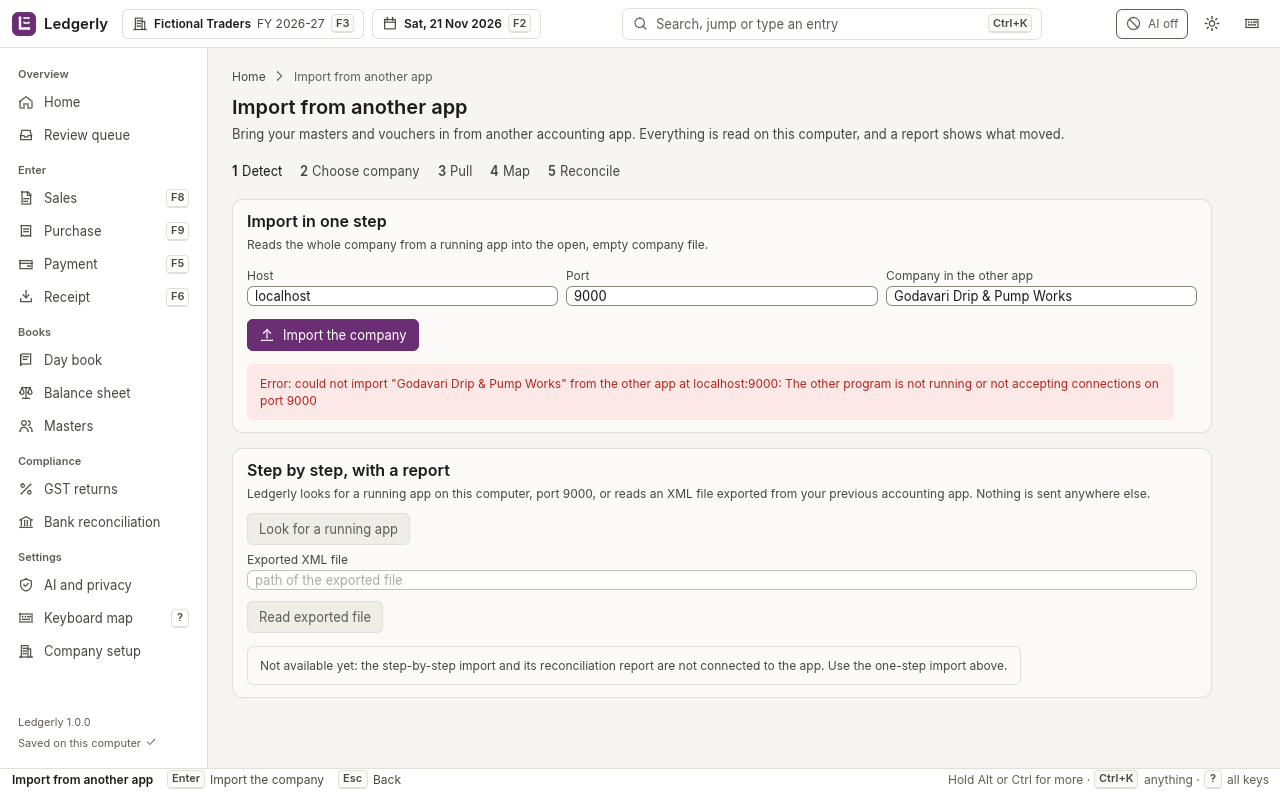 Ledgerly
Fictional Traders FY 2026-27 F3
Sat, 21 Nov 2026 F2
Search, jump or type an entry Ctrl+K
AI off
Overview
Home
Review queue
Enter
Sales F8
Purchase F9
Payment F5
Receipt F6
Books
Day book
Balance sheet
Masters
Compliance
GST returns
Bank reconciliation
Settings
AI and privacy
Keyboard map ?
Company setup
Ledgerly 1.0.0
Saved on this computer
Home Import from another app
Import from another app
Bring your masters and vouchers in from another accounting app. Everything is read on this computer, and a report shows what moved.
1 Detect 2 Choose company 3 Pull 4 Map 5 Reconcile
Import in one step
Reads the whole company from a running app into the open, empty company file.
Host Port Company in the other app
localhost 9000 Godavari Drip & Pump Works
Import the company
Error: could not import "Godavari Drip & Pump Works" from the other app at localhost:9000: The other program is not running or not accepting connections on
port 9000
Step by step, with a report
Ledgerly looks for a running app on this computer, port 9000, or reads an XML file exported from your previous accounting app. Nothing is sent anywhere else.
Look for a running app
Exported XML file
path of the exported file
Read exported file
Not available yet: the step-by-step import and its reconciliation report are not connected to the app. Use the one-step import above.
Import from another app Enter Import the company Esc Back
Hold Alt or Ctrl for more · Ctrl+K anything · ? all keys